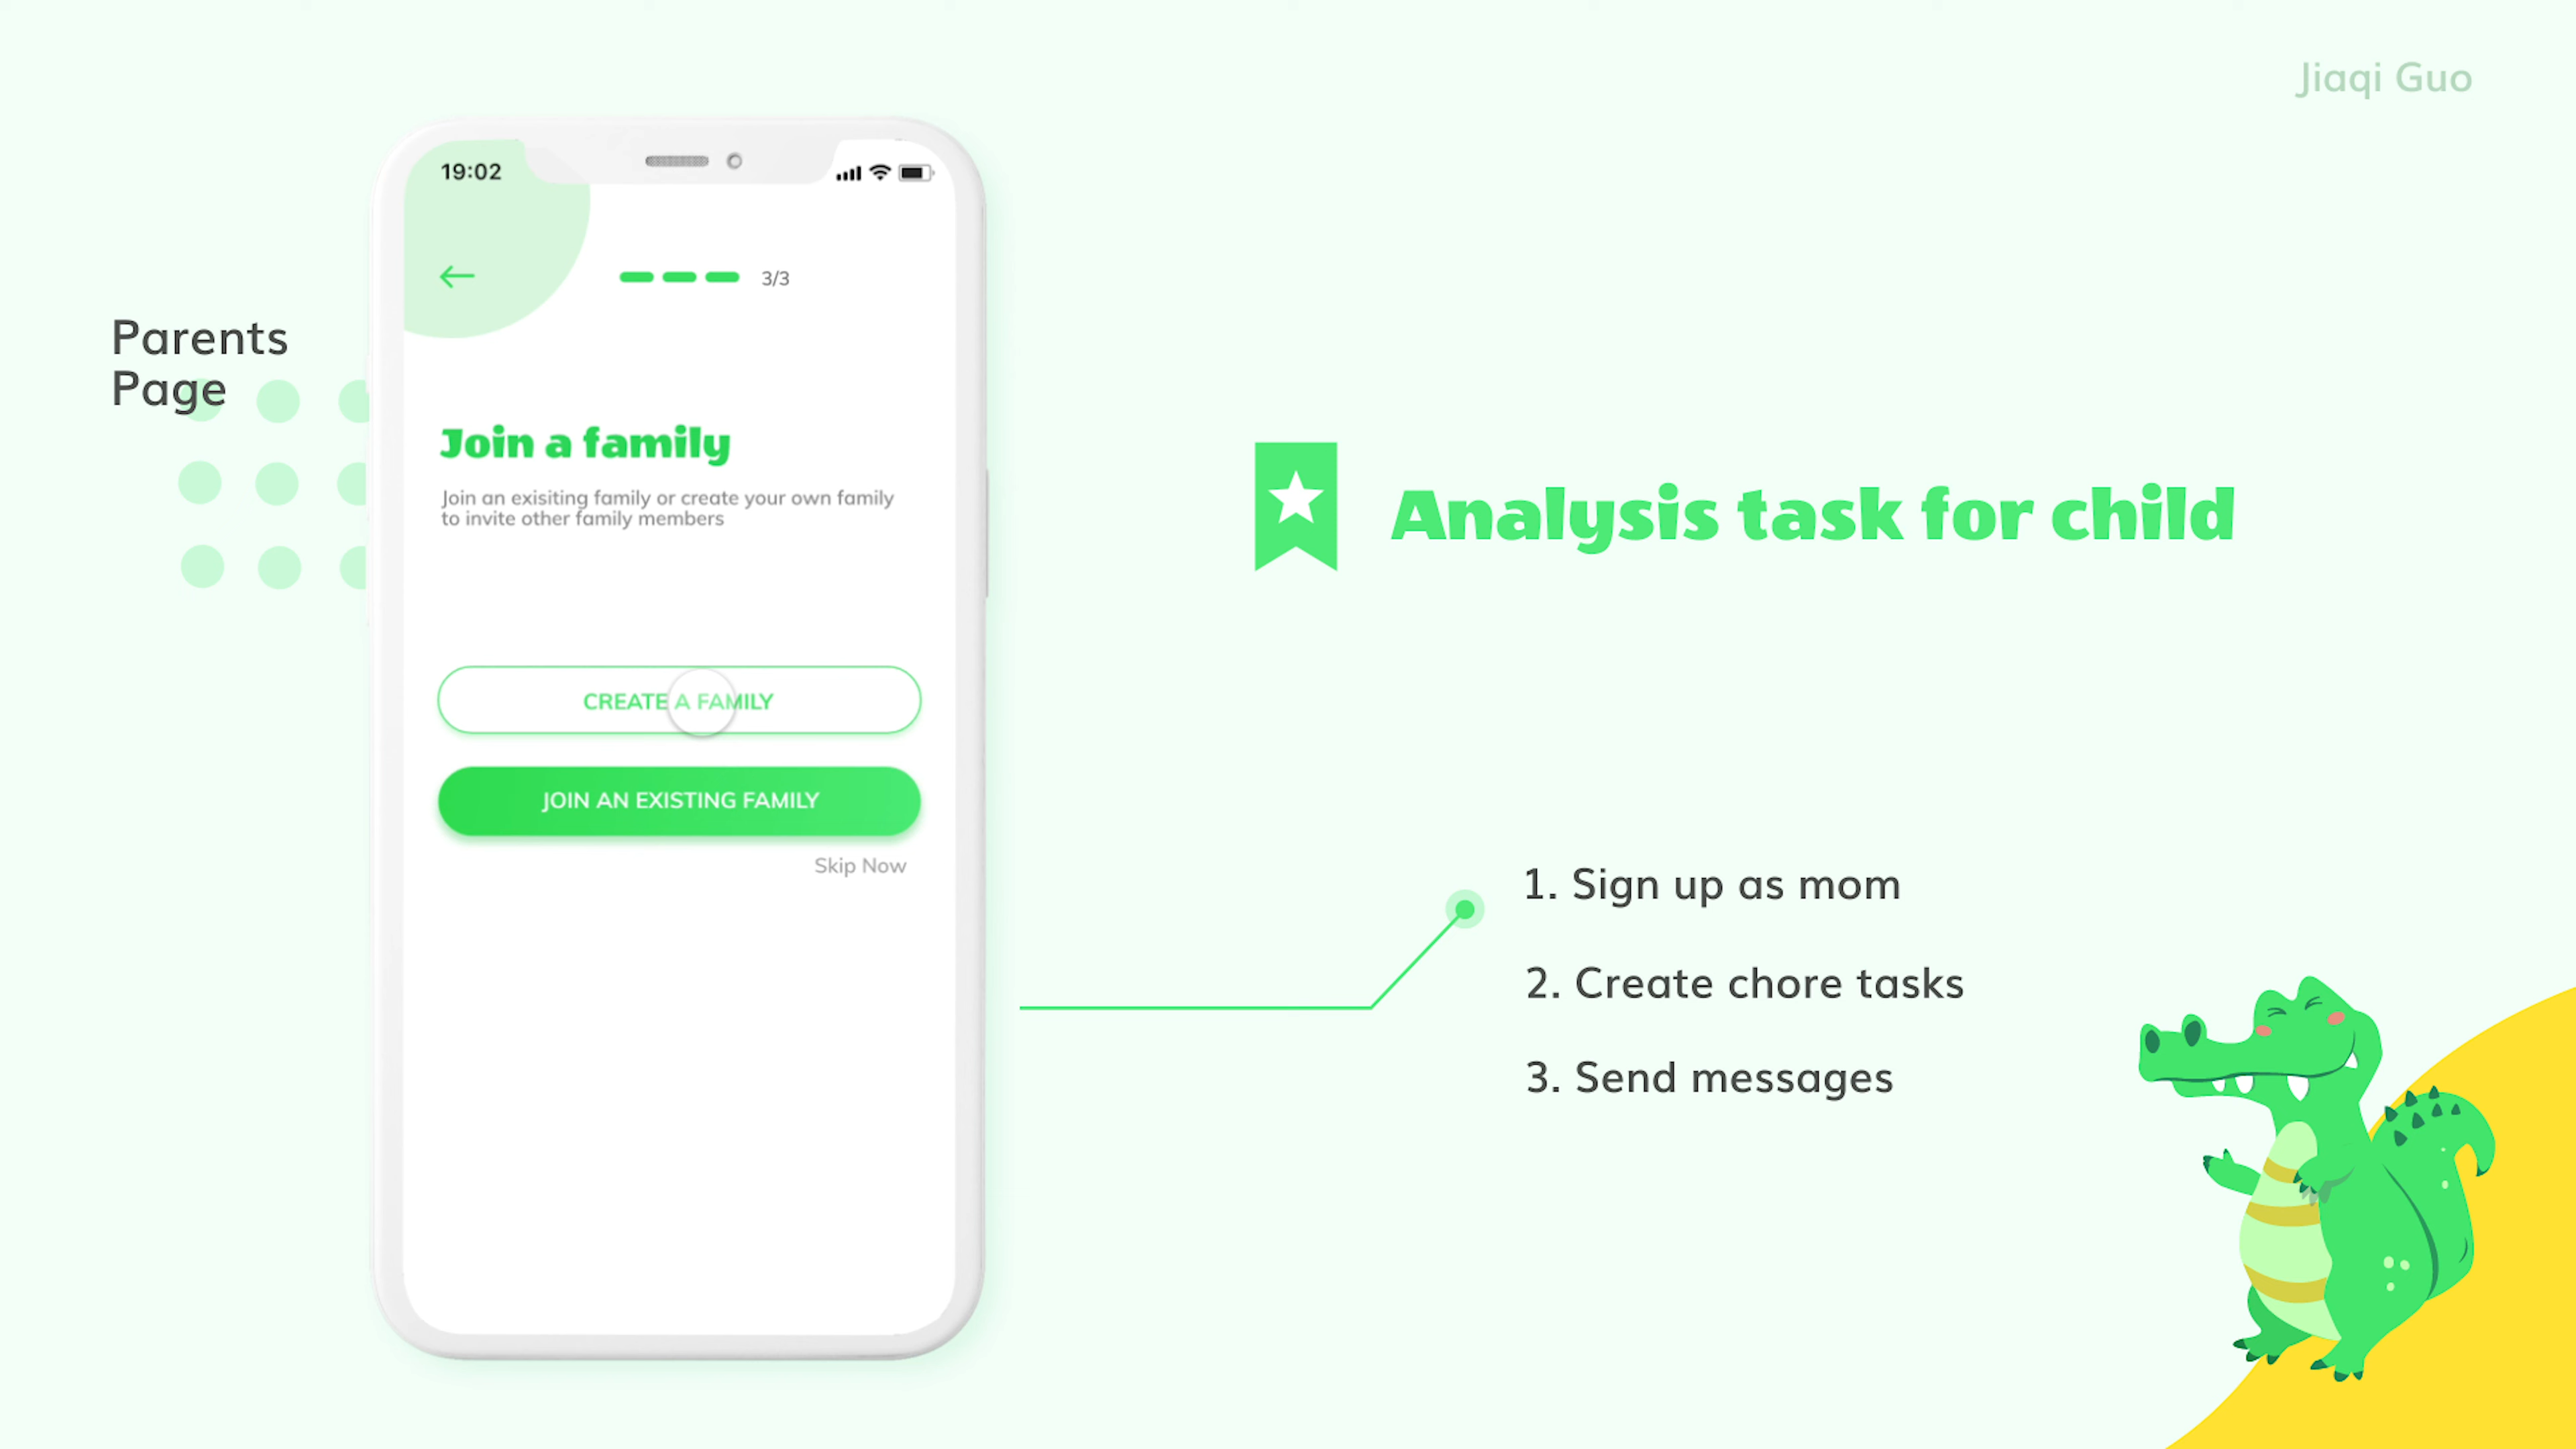 Jiaqi Guo
19:02
3/3
Parents
Page
Join a family
Join an exisiting family or create your own family
to invite other family members
CREATE A FAMILY
JOIN AN EXISTING FAMILY
Skip Now
Analysis task for child
1. Sign up as mom
2. Create chore tasks
3. Send messages